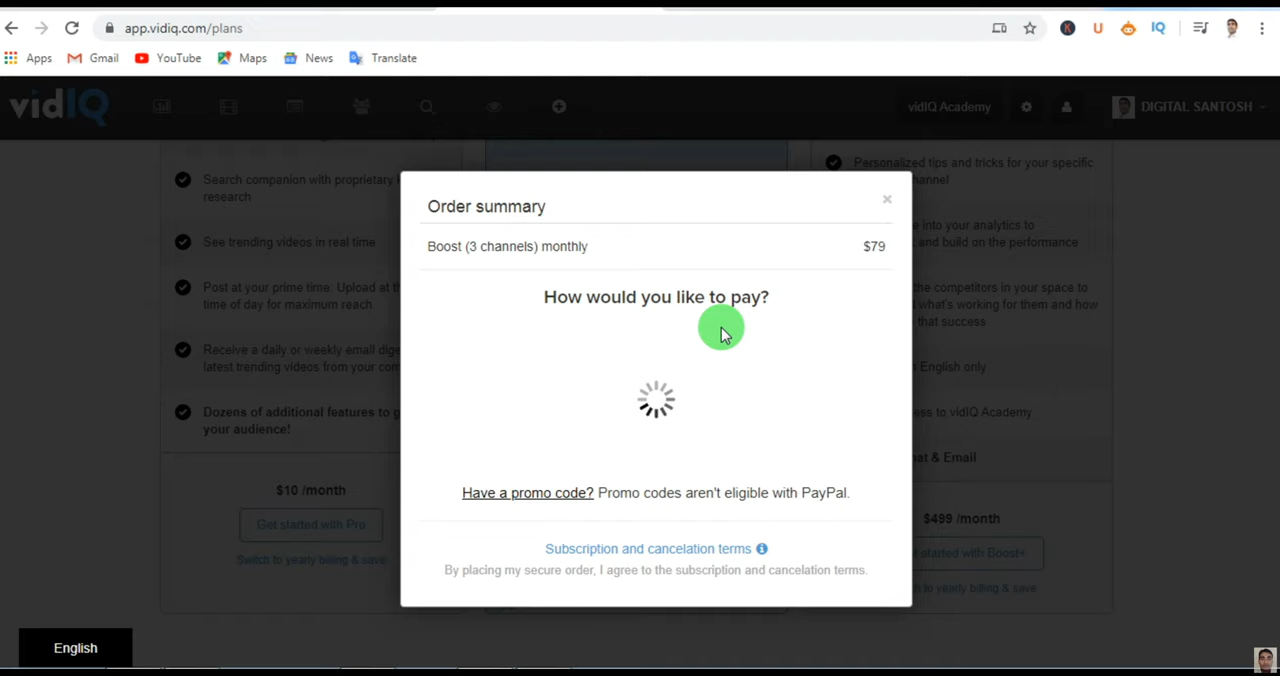 app.vidiq.com/plans
K U IQ
Apps Gmail YouTube Maps News Translate
vidIQ vidIQ Academy DIGITAL SANTOSH
Order summary ×
Boost (3 channels) monthly $79
How would you like to pay?
Have a promo code? Promo codes aren't eligible with PayPal.
Subscription and cancelation terms
By placing my secure order, I agree to the subscription and cancelation terms.
Search companion with proprietary
research
See trending videos in real time
Post at your prime time. Upload at
time of day for maximum reach
Receive a daily or weekly email
latest trending videos from your
Dozens of additional features to
your audience!
$10 /month
Get started with Pro
Switch to yearly billing & save
Personalized tips and tricks for your specific
into your analytics to
and build on the performance
the competitors in your space to
what's working for them and how
that success
English only
to vidIQ Academy
& Email
$499 /month
started with Boost+
to yearly billing & save
English